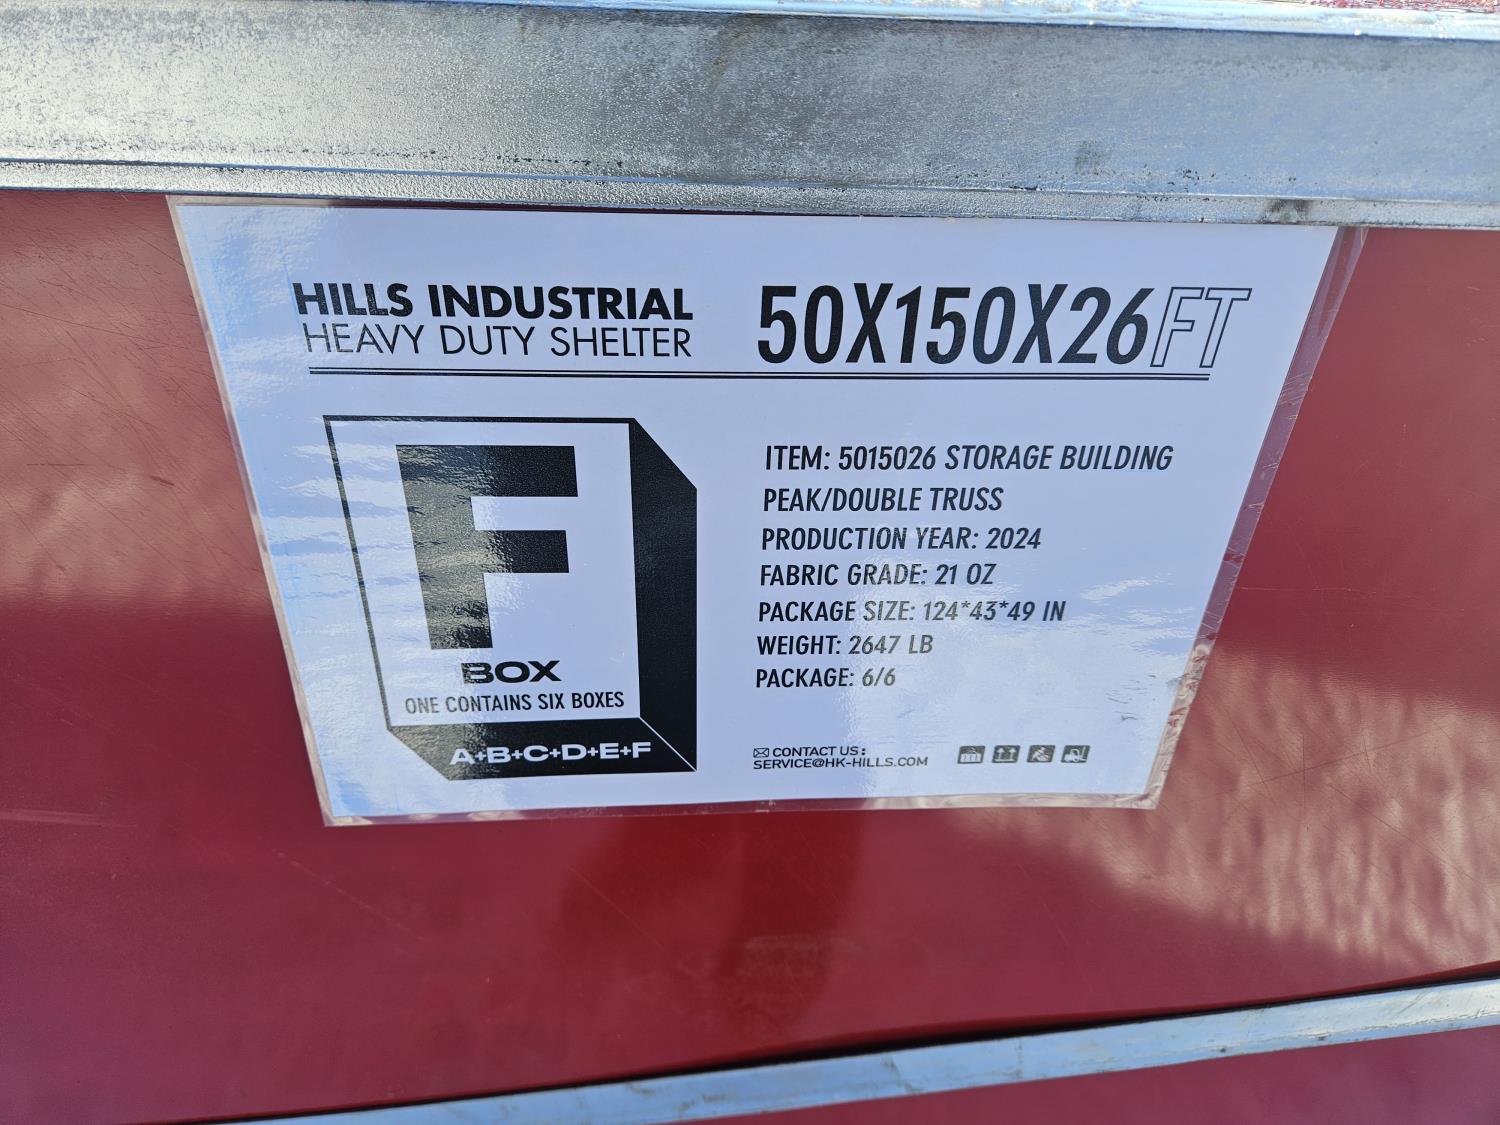 HILLS INDUSTRIAL
HEAVY DUTY SHELTER
50X150X26FT
F
BOX
ONE CONTAINS SIX BOXES
A+B+C+D+E+F
ITEM: 5015026 STORAGE BUILDING
PEAK/DOUBLE TRUSS
PRODUCTION YEAR: 2024
FABRIC GRADE: 21 OZ
PACKAGE SIZE: 124*43*49 IN
WEIGHT: 2647 LB
PACKAGE: 6/6
CONTACT US:
SERVICE@HK-HILLS.COM